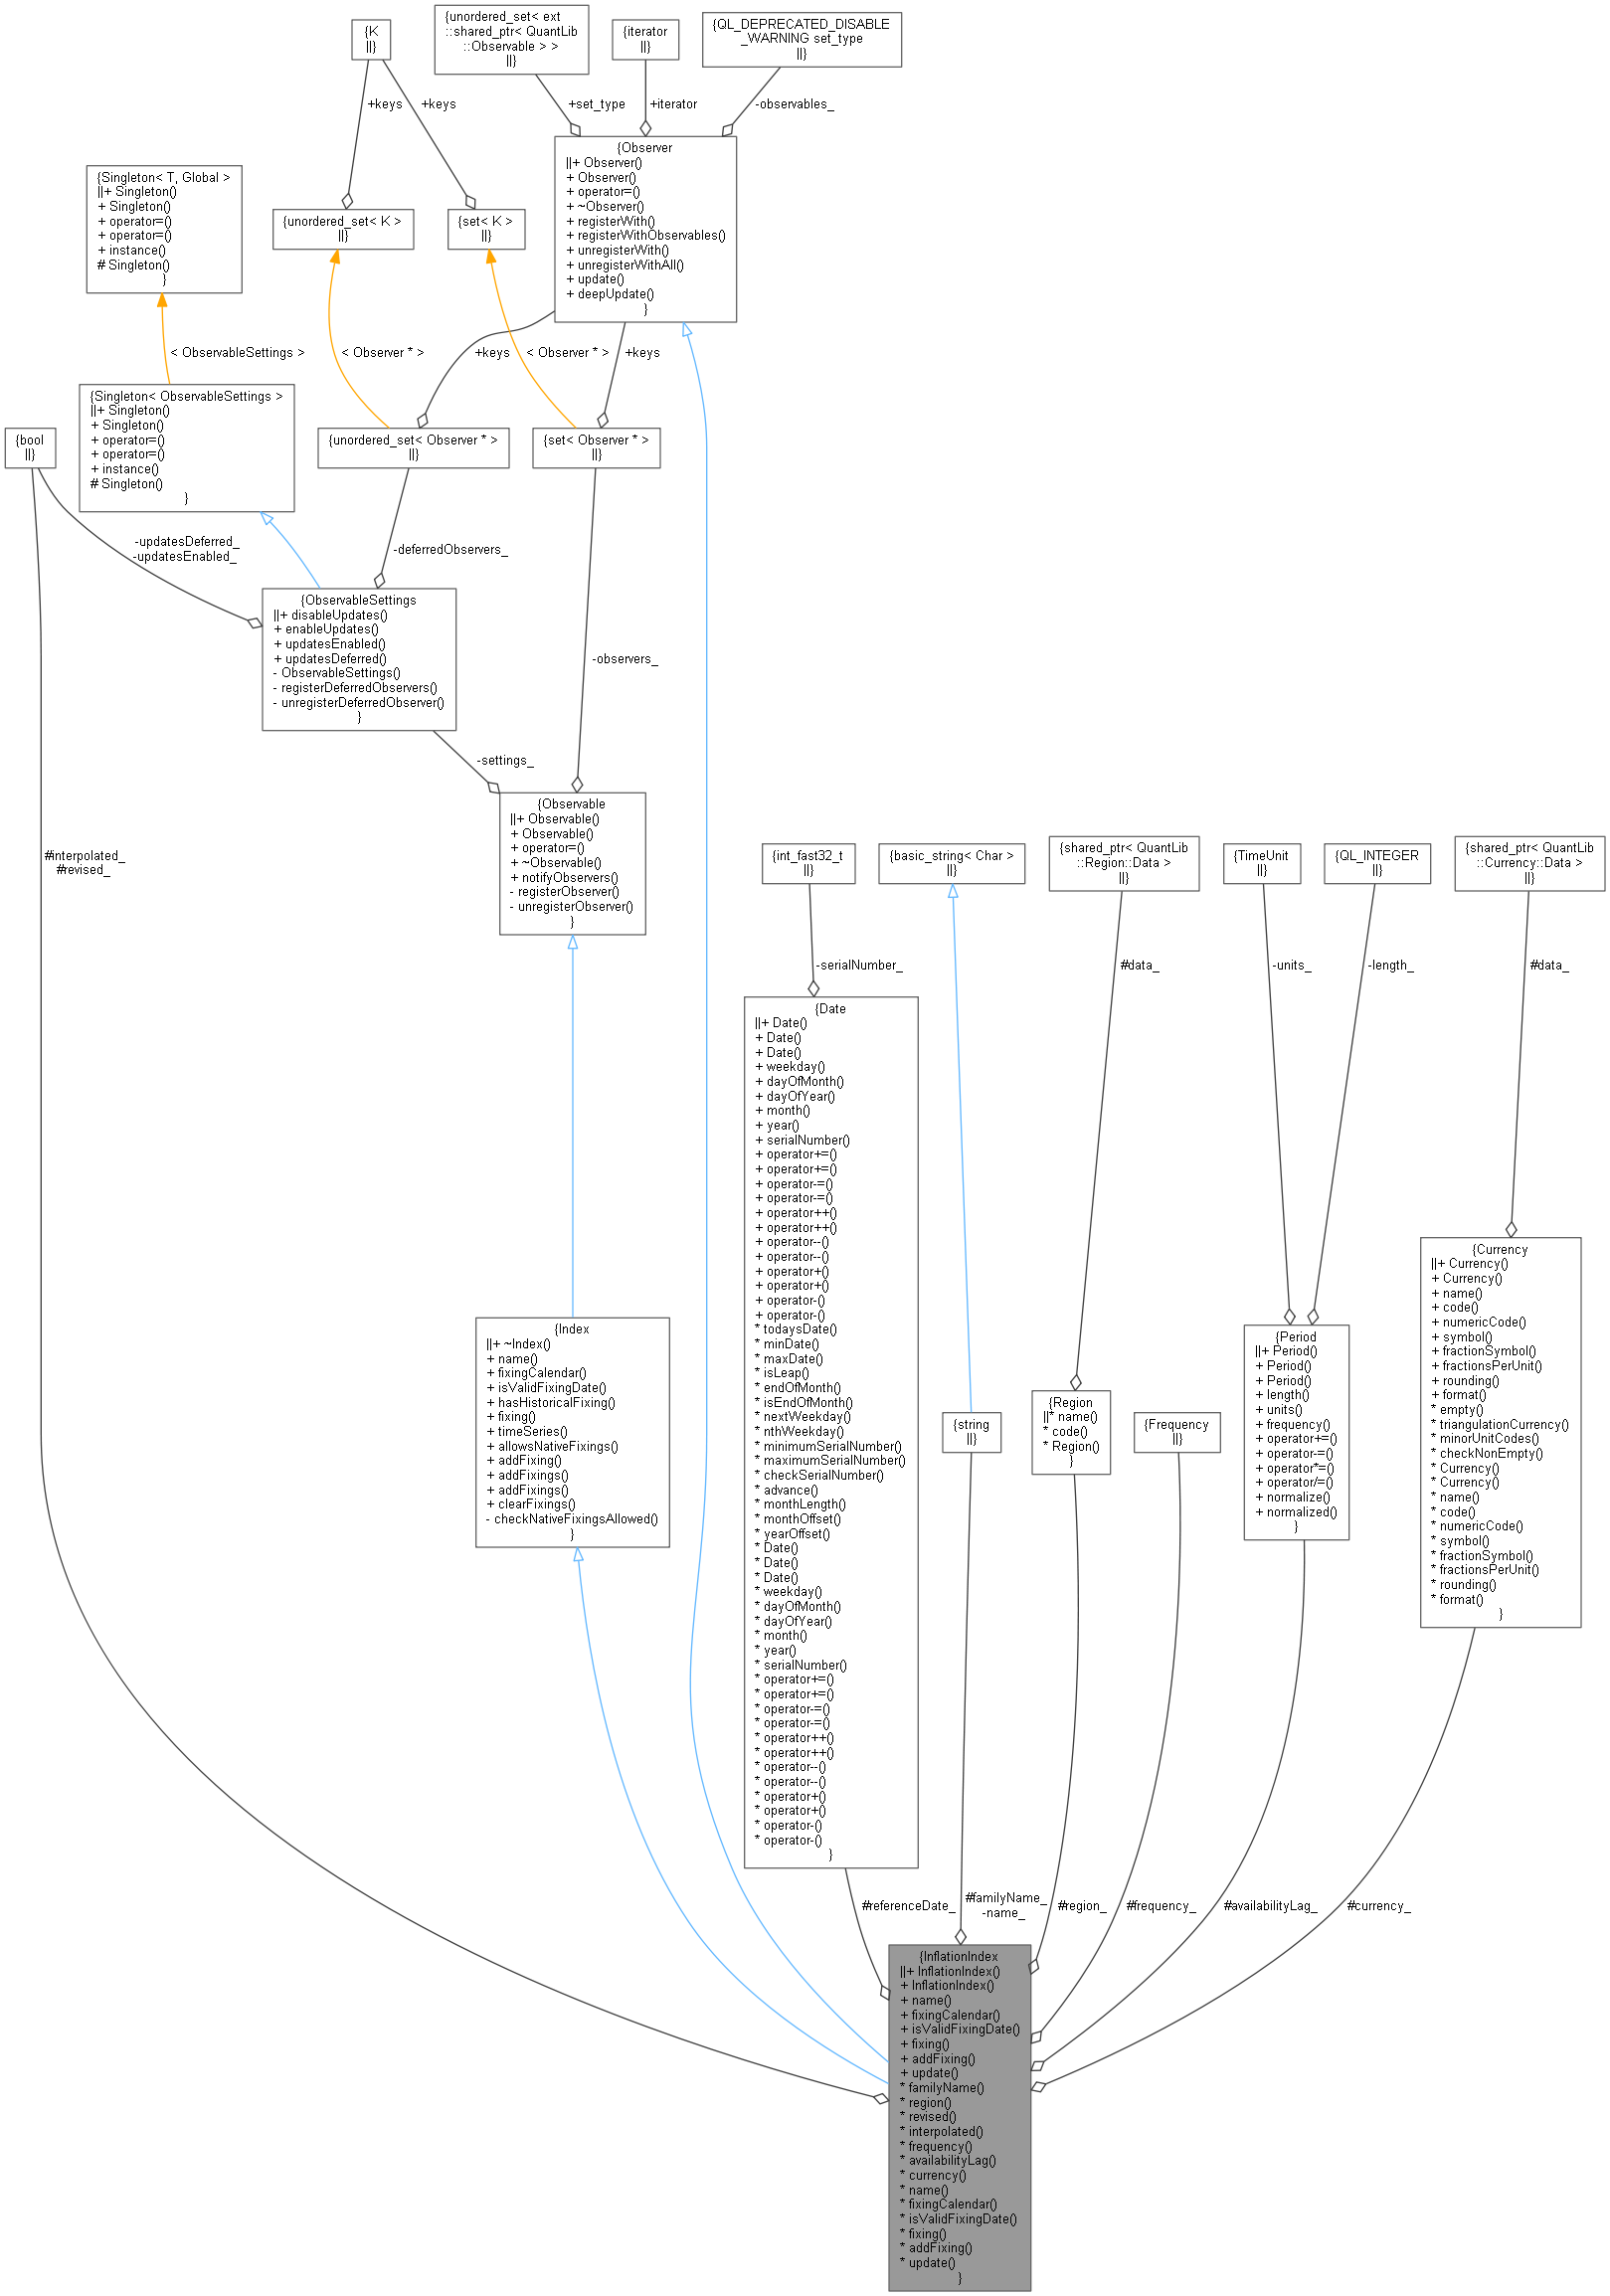 {K
||}
{unordered_set< ext
::shared_ptr< QuantLib
::Observable > >
||}
{iterator
||}
{QL_DEPRECATED_DISABLE
_WARNING set_type
||}
+keys
+keys
+set_type
+iterator
-observables_
{Singleton< T, Global >
||+ Singleton()
+ Singleton()
+ operator=()
+ operator=()
+ instance()
# Singleton()
}
{unordered_set< K >
||}
{set< K >
||}
{Observer
||+ Observer()
+ Observer()
+ operator=()
+ ~Observer()
+ registerWith()
+ registerWithObservables()
+ unregisterWith()
+ unregisterWithAll()
+ update()
+ deepUpdate()
}
< ObservableSettings >
< Observer * >
+keys
< Observer * >
+keys
{bool
||}
{Singleton< ObservableSettings >
||+ Singleton()
+ Singleton()
+ operator=()
+ operator=()
+ instance()
# Singleton()
}
{unordered_set< Observer * >
||}
{set< Observer * >
||}
-updatesDeferred_
-updatesEnabled_
-deferredObservers_
{ObservableSettings
||+ disableUpdates()
+ enableUpdates()
+ updatesEnabled()
+ updatesDeferred()
- ObservableSettings()
- registerDeferredObservers()
- unregisterDeferredObserver()
}
-observers_
-settings_
{Observable
||+ Observable()
+ Observable()
+ operator=()
+ ~Observable()
+ notifyObservers()
- registerObserver()
- unregisterObserver()
}
#interpolated_
#revised_
{int_fast32_t
||}
{basic_string< Char >
||}
{shared_ptr< QuantLib
::Region::Data >
||}
{TimeUnit
||}
{QL_INTEGER
||}
{shared_ptr< QuantLib
::Currency::Data >
||}
-serialNumber_
#data_
-units_
-length_
#data_
{Date
||+ Date()
+ Date()
+ Date()
+ weekday()
+ dayOfMonth()
+ dayOfYear()
+ month()
+ year()
+ serialNumber()
+ operator+=()
+ operator+=()
+ operator-=()
+ operator-=()
+ operator++()
+ operator++()
+ operator--()
+ operator--()
+ operator+()
+ operator+()
+ operator-()
+ operator-()
* todaysDate()
* minDate()
* maxDate()
* isLeap()
* endOfMonth()
* isEndOfMonth()
* nextWeekday()
* nthWeekday()
* minimumSerialNumber()
* maximumSerialNumber()
* checkSerialNumber()
* advance()
* monthLength()
* monthOffset()
* yearOffset()
* Date()
* Date()
* Date()
* weekday()
* dayOfMonth()
* dayOfYear()
* month()
* year()
* serialNumber()
* operator+=()
* operator+=()
* operator-=()
* operator-=()
* operator++()
* operator++()
* operator--()
* operator--()
* operator+()
* operator+()
* operator-()
* operator-()
}
{Index
||+ ~Index()
+ name()
+ fixingCalendar()
+ isValidFixingDate()
+ hasHistoricalFixing()
+ fixing()
+ timeSeries()
+ allowsNativeFixings()
+ addFixing()
+ addFixings()
+ addFixings()
+ clearFixings()
- checkNativeFixingsAllowed()
}
{string
||}
{Region
||* name()
* code()
* Region()
}
{Frequency
||}
{Period
||+ Period()
+ Period()
+ Period()
+ length()
+ units()
+ frequency()
+ operator+=()
+ operator-=()
+ operator*=()
+ operator/=()
+ normalize()
+ normalized()
}
{Currency
||+ Currency()
+ Currency()
+ name()
+ code()
+ numericCode()
+ symbol()
+ fractionSymbol()
+ fractionsPerUnit()
+ rounding()
+ format()
* empty()
* triangulationCurrency()
* minorUnitCodes()
* checkNonEmpty()
* Currency()
* Currency()
* name()
* code()
* numericCode()
* symbol()
* fractionSymbol()
* fractionsPerUnit()
* rounding()
* format()
}
#referenceDate_
#familyName_
-name_
#region_
#frequency_
#availabilityLag_
#currency_
{InflationIndex
||+ InflationIndex()
+ InflationIndex()
+ name()
+ fixingCalendar()
+ isValidFixingDate()
+ fixing()
+ addFixing()
+ update()
* familyName()
* region()
* revised()
* interpolated()
* frequency()
* availabilityLag()
* currency()
* name()
* fixingCalendar()
* isValidFixingDate()
* fixing()
* addFixing()
* update()
}